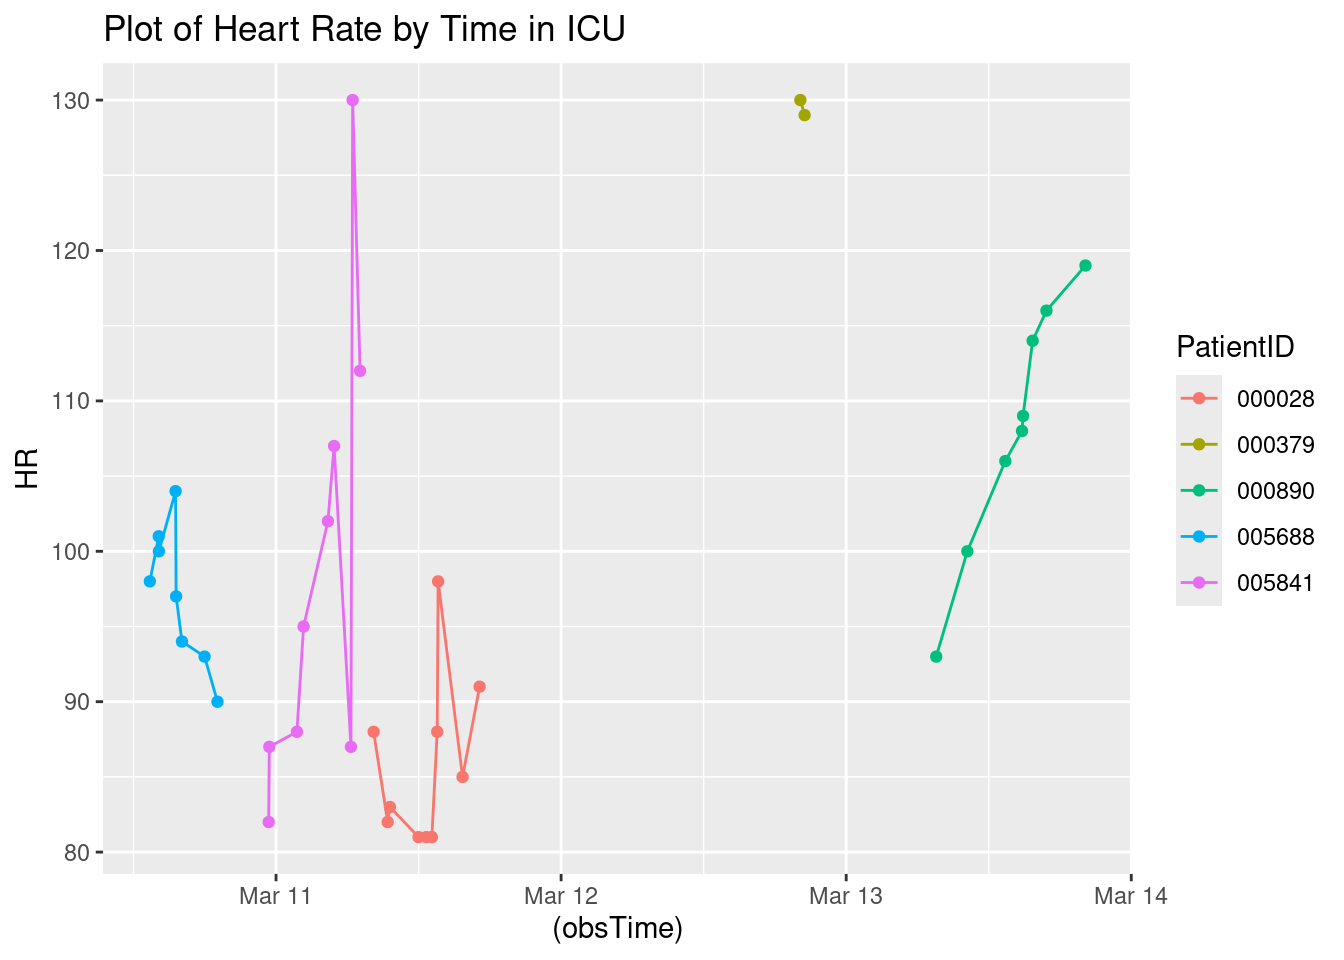 Plot of Heart Rate by Time in ICU
130
120
110
100
90
80
HR
Mar 11
Mar 12
Mar 13
Mar 14
(obsTime)
PatientID
000028
000379
000890
005688
005841